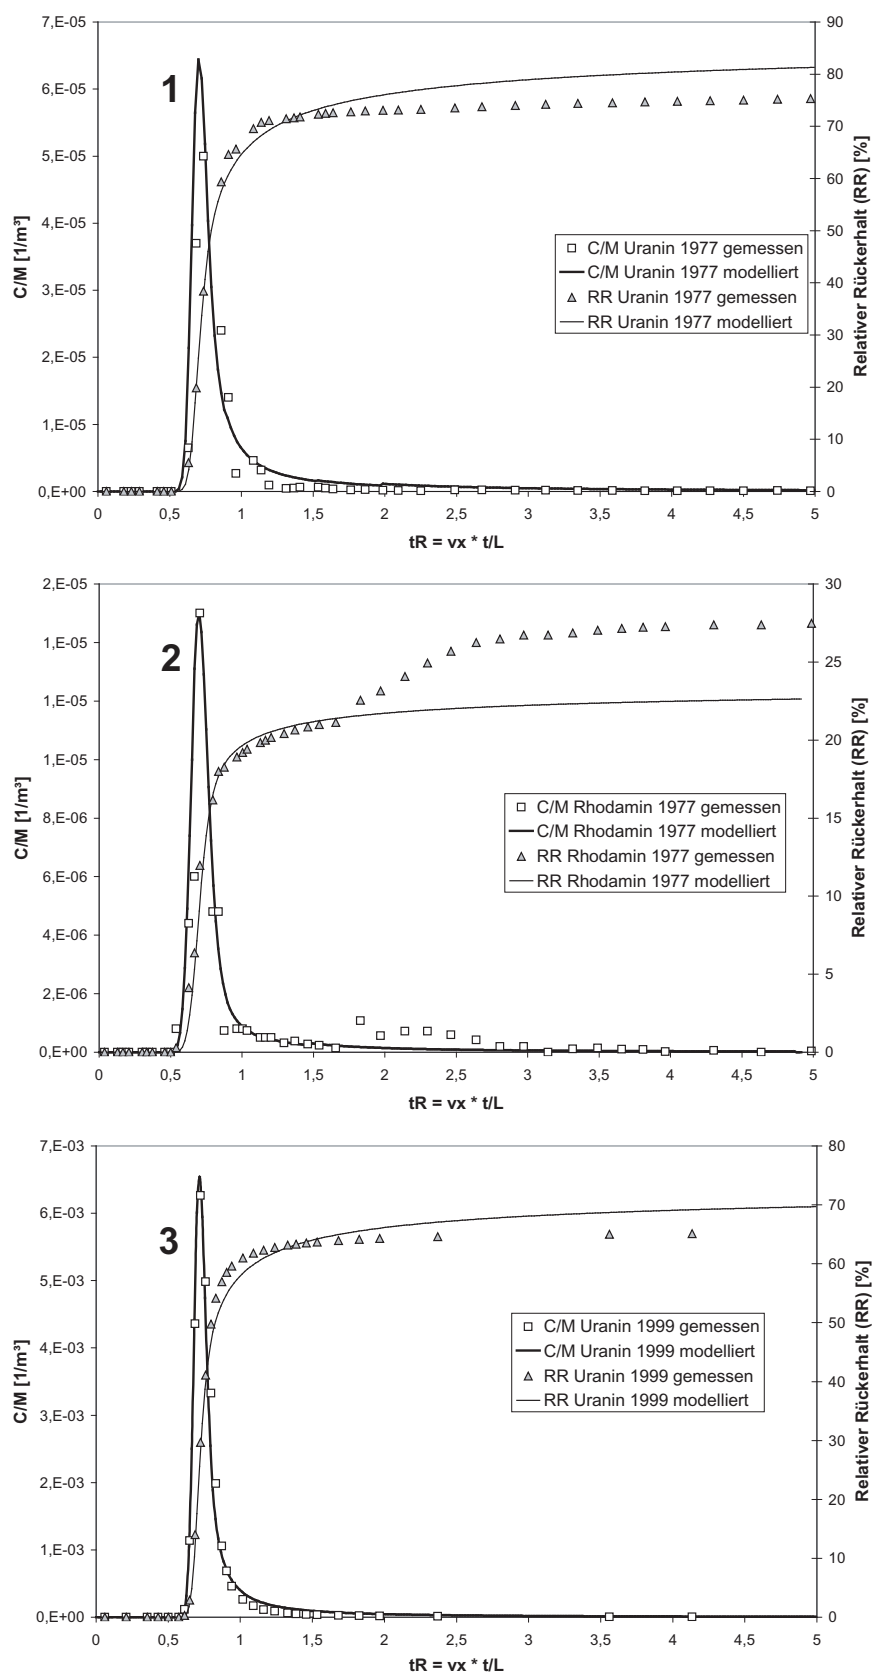 7,E-05
6,E-05
5,E-05
4,E-05
3,E-05
2,E-05
1,E-05
0,E+00
C/M [1/m³]
1
90
80
70
60
50
40
30
20
10
0
Relativer Rückerhalt (RR) [%]
C/M Uranin 1977 gemessen
C/M Uranin 1977 modelliert
RR Uranin 1977 gemessen
RR Uranin 1977 modelliert
0 0,5 1 1,5 2 2,5 3 3,5 4 4,5 5
tR = vx * t/L
2,E-05
1,E-05
1,E-05
1,E-05
8,E-06
6,E-06
4,E-06
2,E-06
0,E+00
C/M [1/m³]
2
30
25
20
15
10
5
0
Relativer Rückerhalt (RR) [%]
C/M Rhodamin 1977 gemessen
C/M Rhodamin 1977 modelliert
RR Rhodamin 1977 gemessen
RR Rhodamin 1977 modelliert
0 0,5 1 1,5 2 2,5 3 3,5 4 4,5 5
tR = vx * t/L
7,E-03
6,E-03
5,E-03
4,E-03
3,E-03
2,E-03
1,E-03
0,E+00
C/M [1/m³]
3
80
70
60
50
40
30
20
10
0
Relativer Rückerhalt (RR) [%]
C/M Uranin 1999 gemessen
C/M Uranin 1999 modelliert
RR Uranin 1999 gemessen
RR Uranin 1999 modelliert
0 0,5 1 1,5 2 2,5 3 3,5 4 4,5 5
tR = vx * t/L